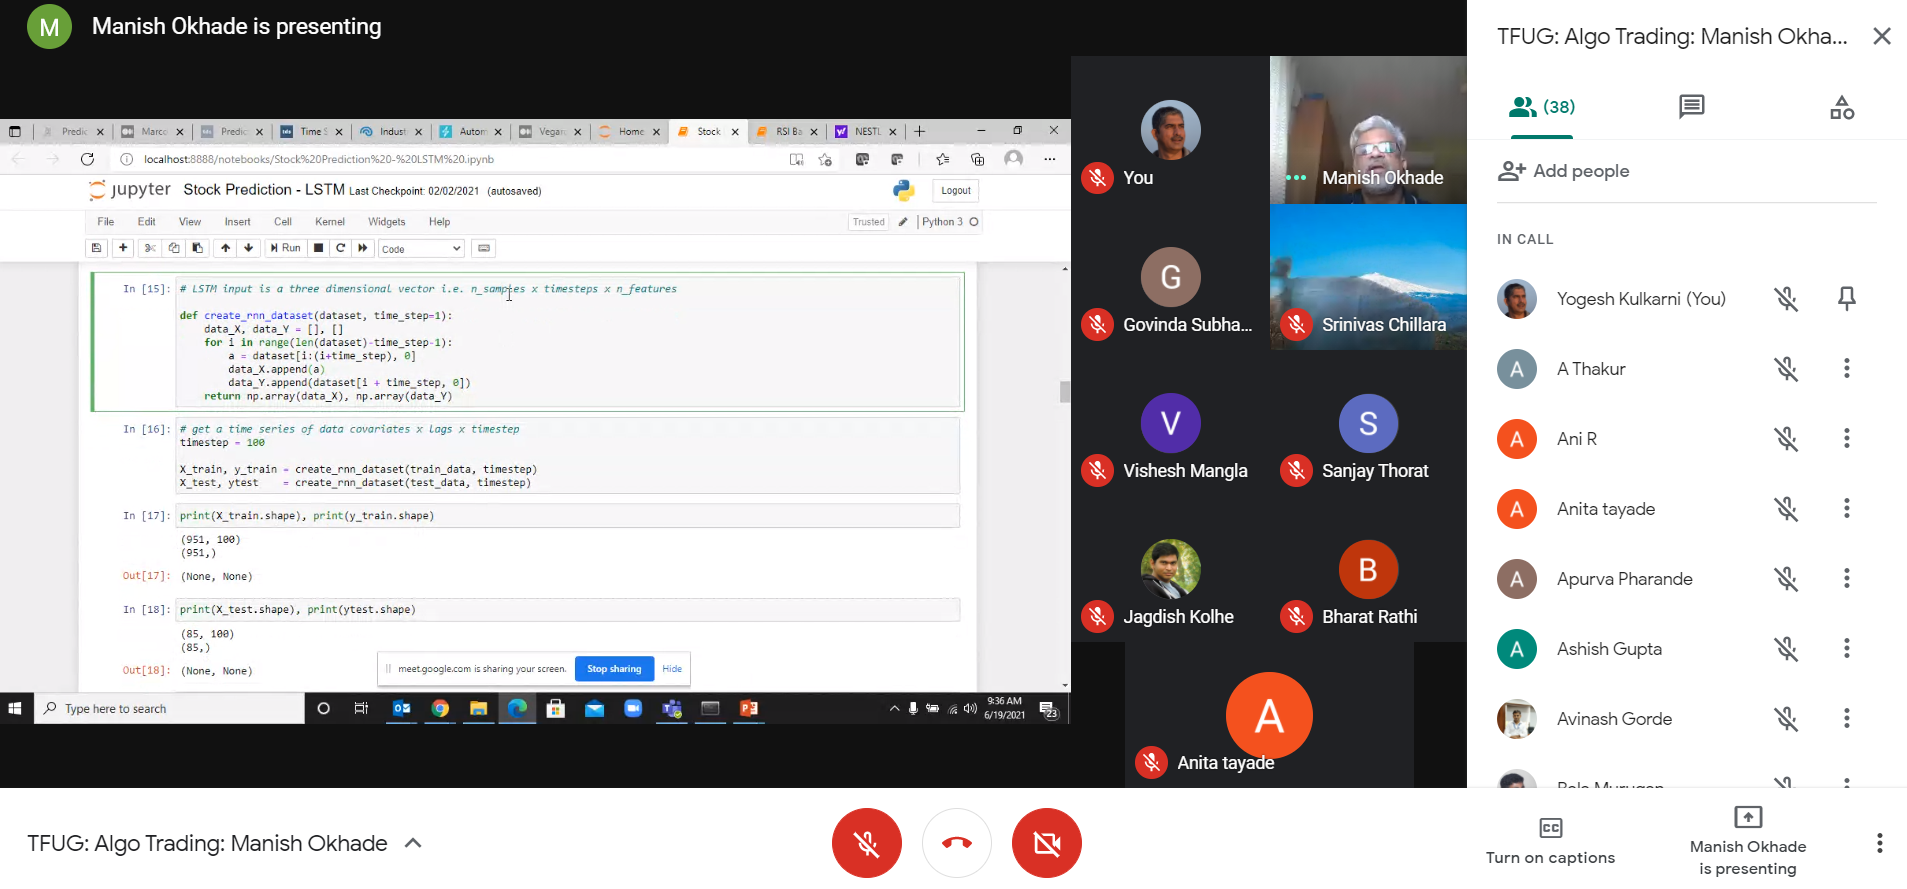 M
Manish Okhade is presenting
Predic
Marco
Predic
Time S
Indust
Autom
Vegar
Home
Stock
RSI Ba
NESTL
localhost:8888/notebooks/Stock%20Prediction%20-%20LSTM%20.ipynb
jupyter Stock Prediction - LSTM Last Checkpoint: 02/02/2021 (autosaved)
Logout
File Edit View Insert Cell Kernel Widgets Help
Trusted
Python 3
Run
Code
In [15]:
# LSTM input is a three dimensional vector i.e. n_samples x timesteps x n_features
def create_rnn_dataset(dataset, time_step=1):
data_X, data_Y = [], []
for i in range(len(dataset)-time_step-1):
a = dataset[i:(i+time_step), 0]
data_X.append(a)
data_Y.append(dataset[i + time_step, 0])
return np.array(data_X), np.array(data_Y)
In [16]:
# get a time series of data covariates x lags x timestep
timestep = 100
X_train, y_train = create_rnn_dataset(train_data, timestep)
X_test, ytest = create_rnn_dataset(test_data, timestep)
In [17]: print(X_train.shape), print(y_train.shape)
(951, 100)
(951,)
Out[17]: (None, None)
In [18]: print(X_test.shape), print(ytest.shape)
(85, 100)
(85,)
Out[18]: (None, None)
meet.google.com is sharing your screen.
Stop sharing
Hide
Type here to search
9:36 AM
6/19/2021
23
You
Manish Okhade
G
Govinda Subha...
Srinivas Chillara
V
Vishesh Mangla
S
Sanjay Thorat
Jagdish Kolhe
B
Bharat Rathi
A
Anita tayade
TFUG: Algo Trading: Manish Okha...
(38)
Add people
IN CALL
Yogesh Kulkarni (You)
A
A Thakur
A
Ani R
A
Anita tayade
A
Apurva Pharande
A
Ashish Gupta
Avinash Gorde
TFUG: Algo Trading: Manish Okhade
CC
Turn on captions
Manish Okhade
is presenting